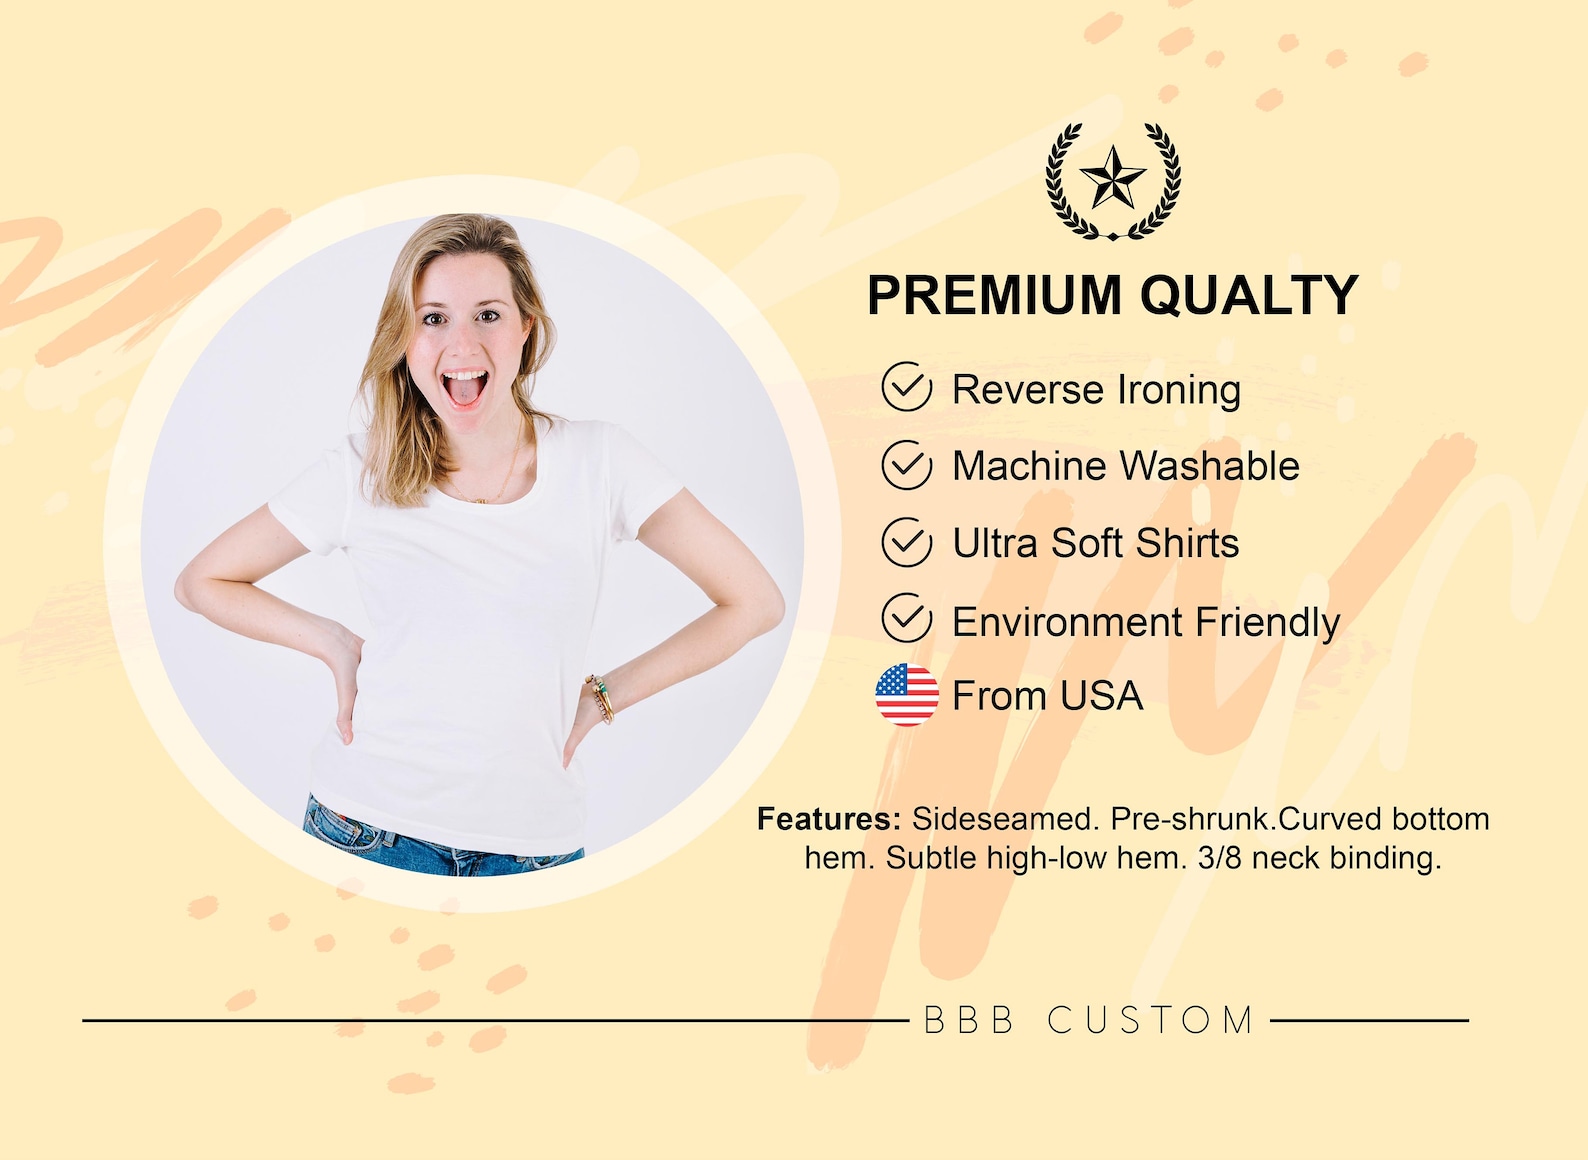 PREMIUM QUALTY
Reverse Ironing
Machine Washable
Ultra Soft Shirts
Environment Friendly
From USA
Features: Sideseamed. Pre-shrunk.Curved bottom
hem. Subtle high-low hem. 3/8 neck binding.
BBB CUSTOM